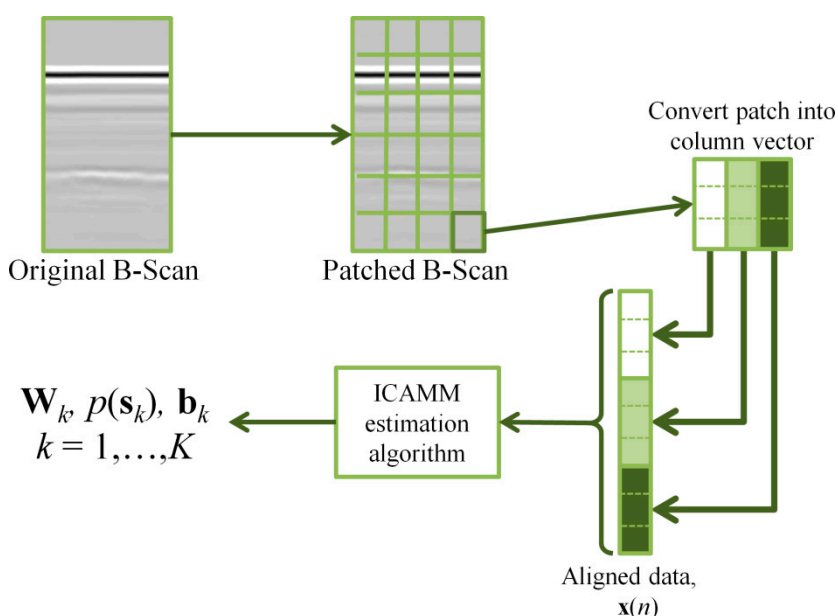 Original B-Scan
Patched B-Scan
Convert patch into
column vector
Aligned data,
x(n)
ICAMM
estimation
algorithm
W_k, p(s_k), b_k
k = 1,…,K